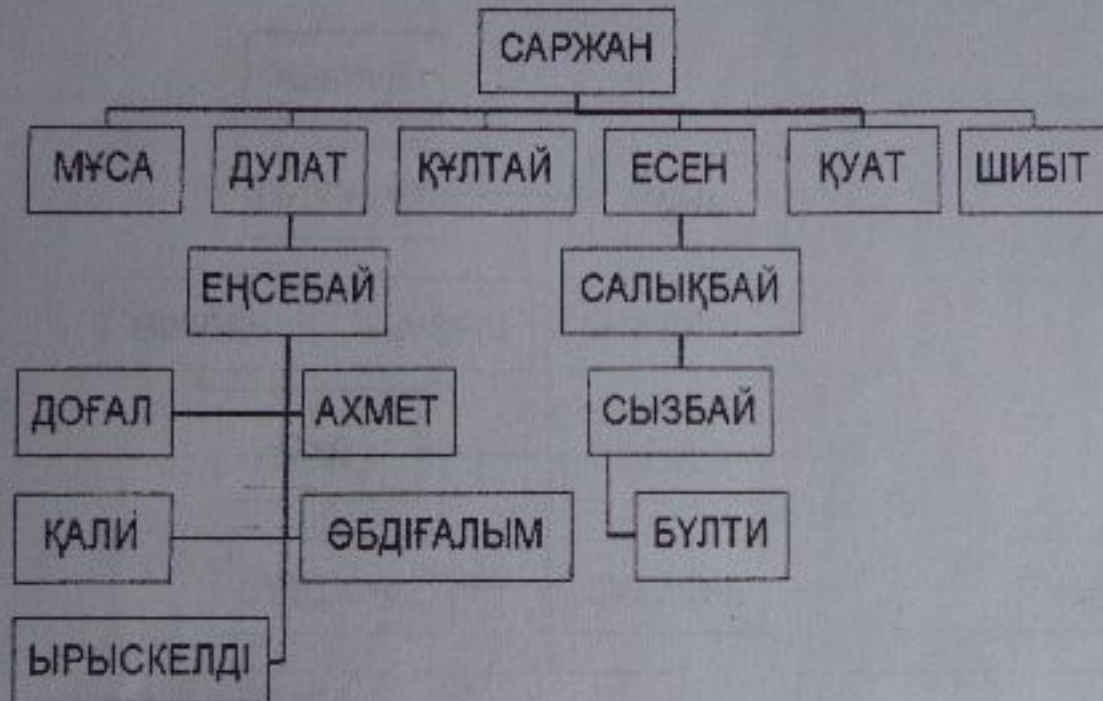 САРЖАН
МҰСА ДУЛАТ ҚҰЛТАЙ ЕСЕН ҚУАТ ШИБІТ
ЕҢСЕБАЙ САЛЫҚБАЙ
ДОҒАЛ АХМЕТ СЫЗБАЙ
ҚАЛИ ӨБДІҒАЛЫМ БҮЛТИ
ЫРЫСКЕЛДІ